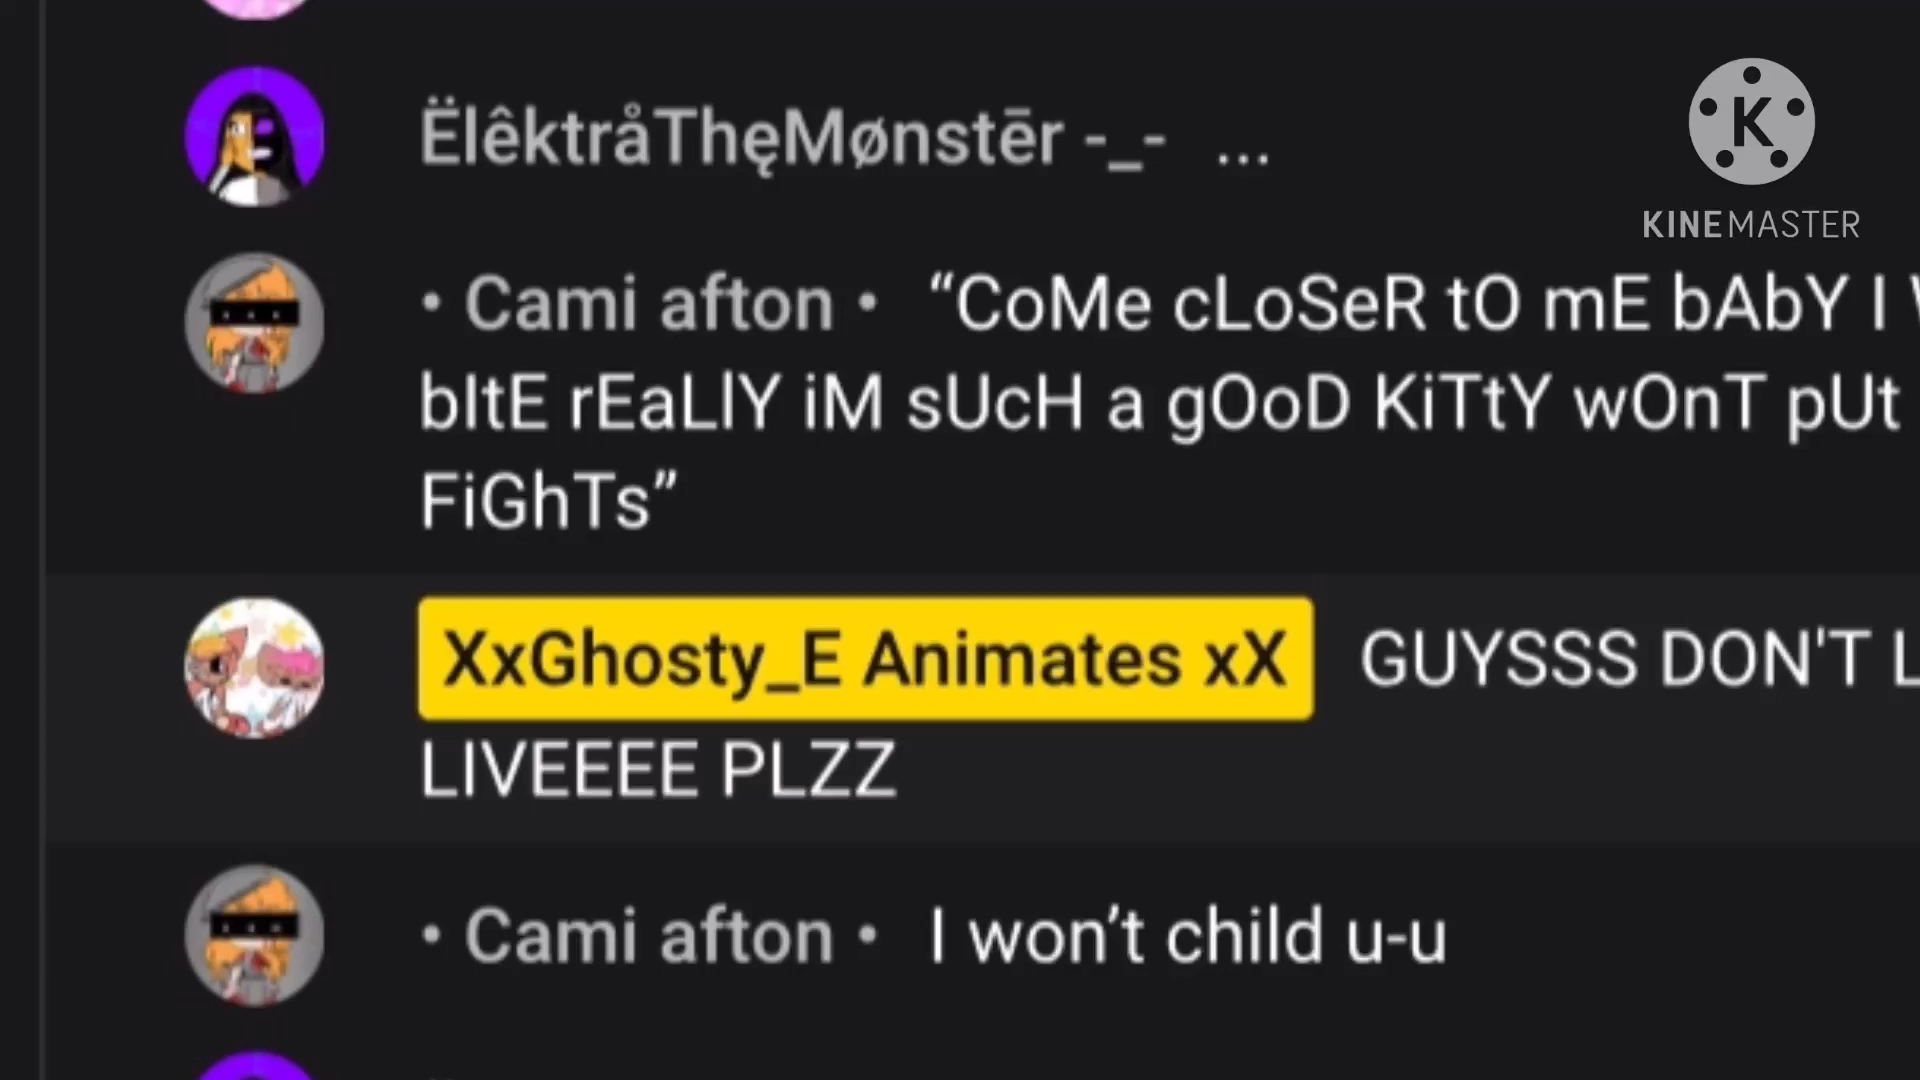 ËlêktråThęMønstēr -_- ...
K
KINEMASTER
• Cami afton • “CoMe cLoSeR tO mE bAbY I
bItE rEaLlY iM sUcH a gOoD KiTtY wOnT pUt
FiGhTs”
XxGhosty_E Animates xX GUYSSS DON'T
LIVEEEE PLZZ
• Cami afton • I won’t child u-u